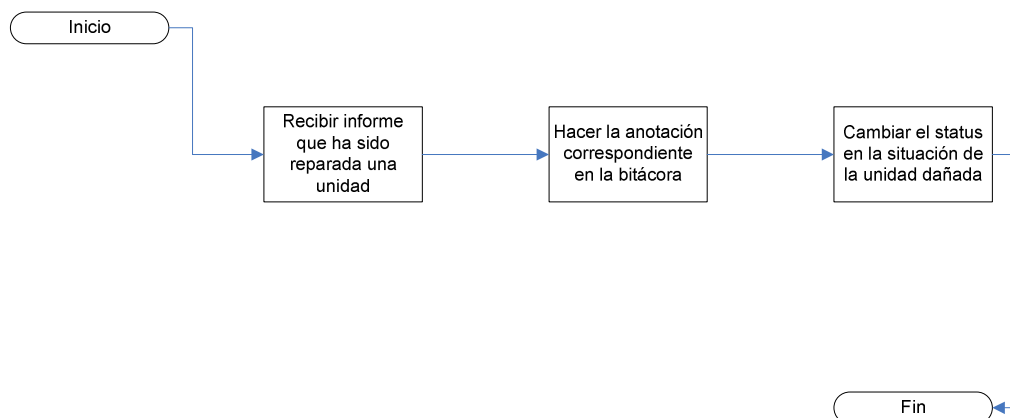 Inicio
Recibir informe
que ha sido
reparada una
unidad
Hacer la anotación
correspondiente
en la bitácora
Cambiar el status
en la situación de
la unidad dañada
Fin